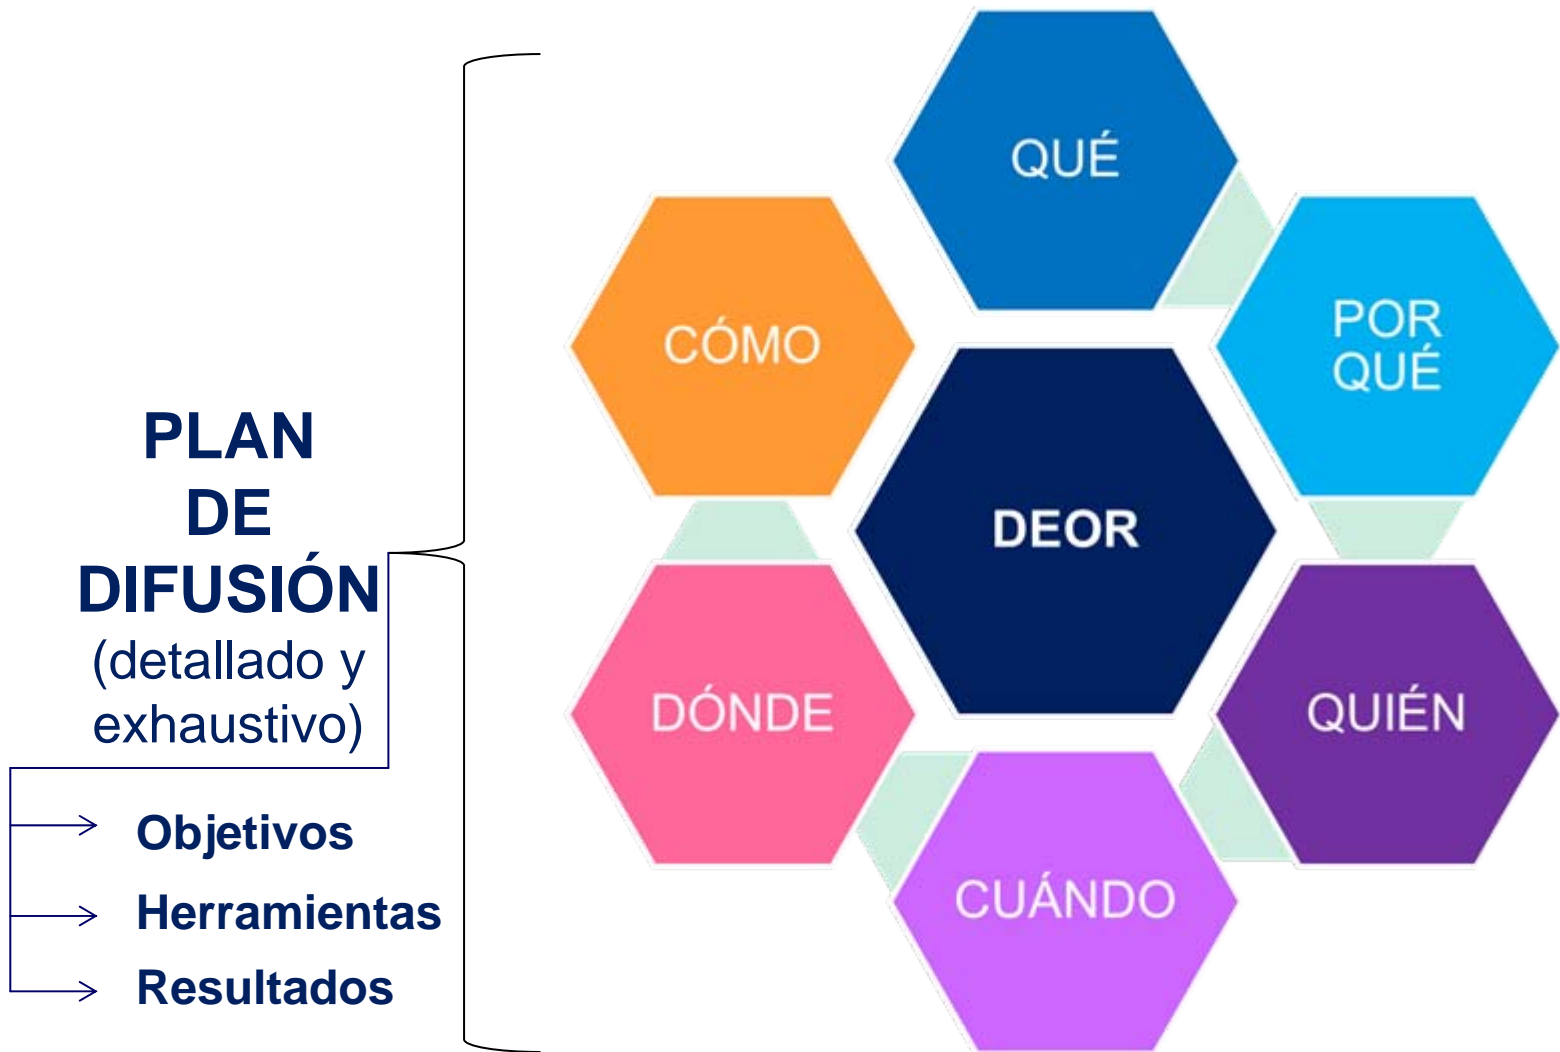 PLAN
DE
DIFUSIÓN
(detallado y
exhaustivo)
Objetivos
Herramientas
Resultados
QUÉ
POR
QUÉ
QUIÉN
CUÁNDO
DÓNDE
CÓMO
DEOR